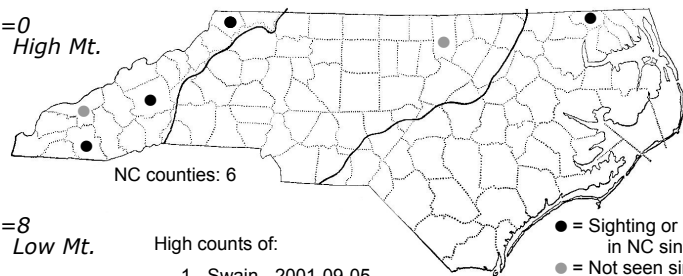 =0
High Mt.
NC counties: 6
=8
Low Mt.
High counts of:
1 - Swain - 2001-09-05
● = Sighting or
in NC sin
● = Not seen si